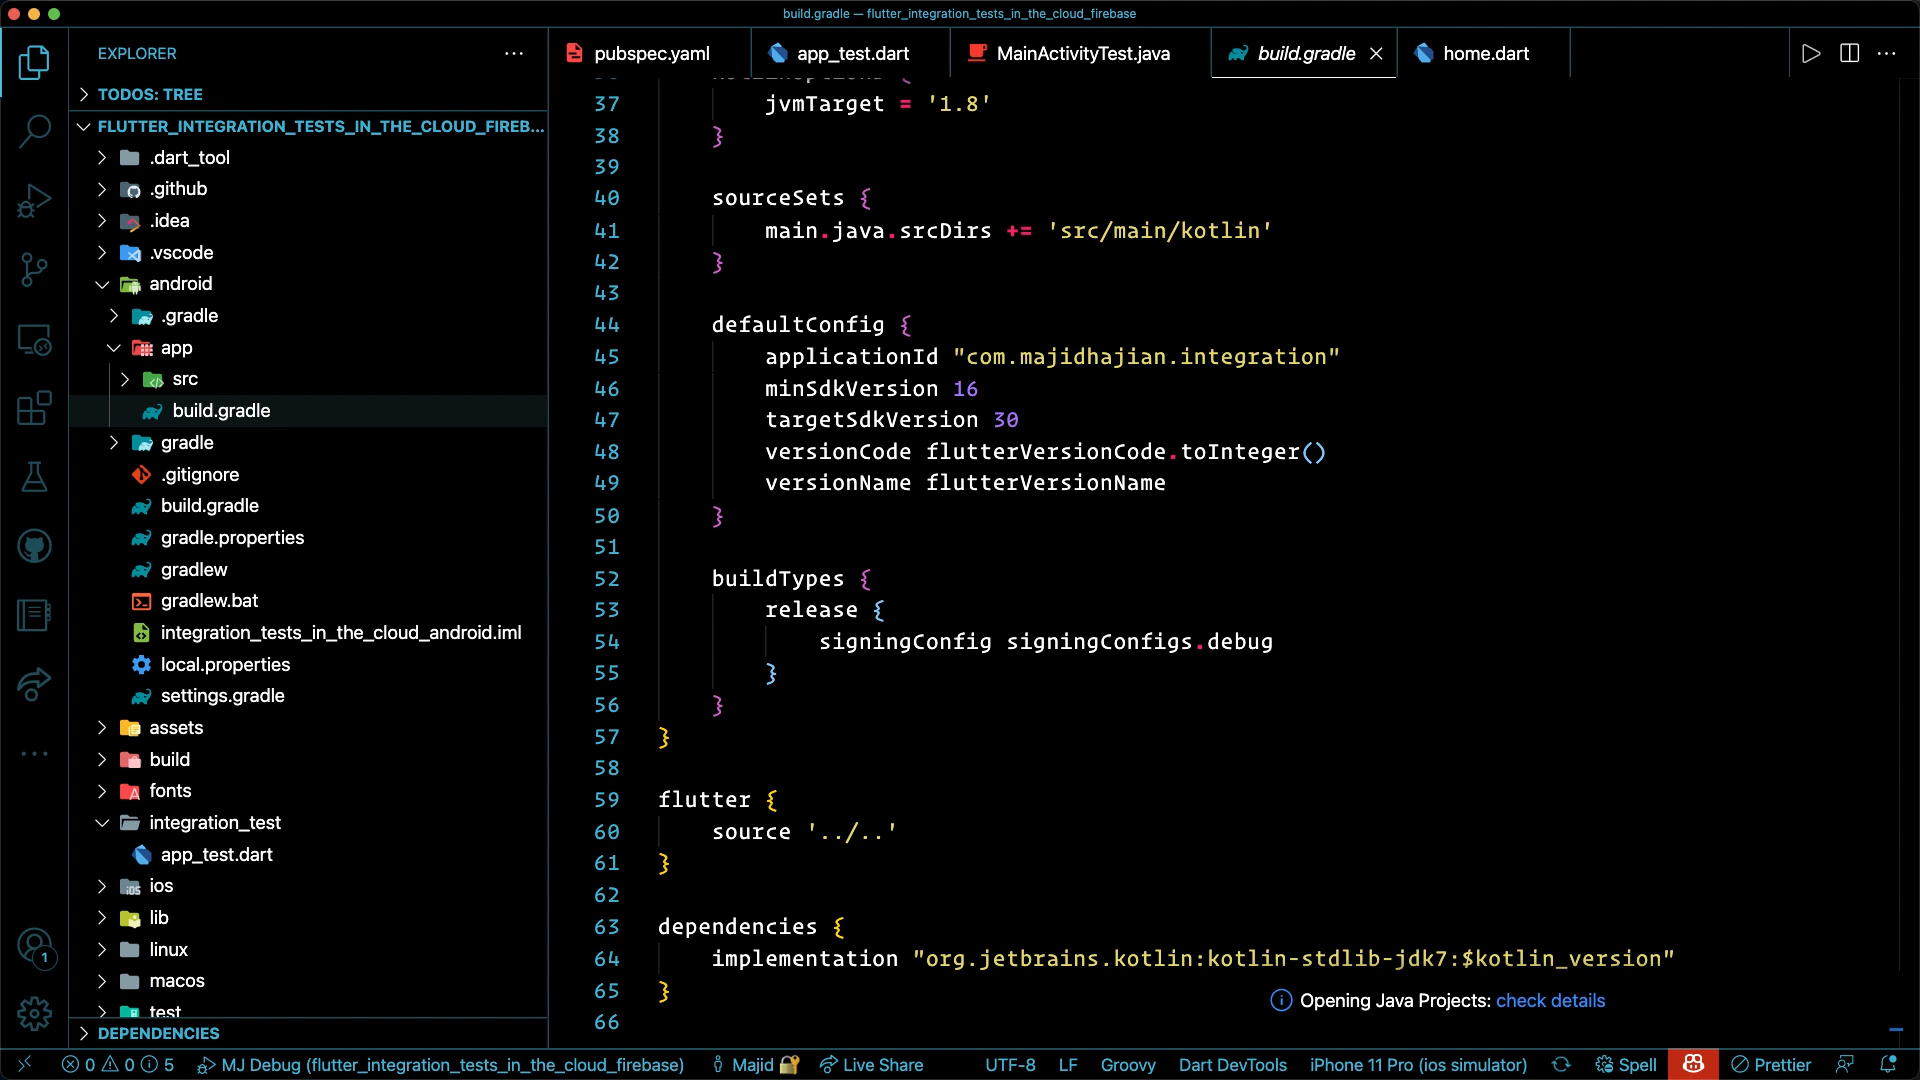 build.gradle — flutter_integration_tests_in_the_cloud_firebase
EXPLORER
TODOS: TREE
FLUTTER_INTEGRATION_TESTS_IN_THE_CLOUD_FIREB...
.dart_tool
.github
.idea
.vscode
android
.gradle
app
src
build.gradle
gradle
.gitignore
build.gradle
gradle.properties
gradlew
gradlew.bat
integration_tests_in_the_cloud_android.iml
local.properties
settings.gradle
assets
build
fonts
integration_test
app_test.dart
ios
lib
linux
macos
test
DEPENDENCIES
pubspec.yaml
app_test.dart
MainActivityTest.java
build.gradle
home.dart
37 jvmTarget = '1.8'
38 }
39
40 sourceSets {
41 main.java.srcDirs += 'src/main/kotlin'
42 }
43
44 defaultConfig {
45 applicationId "com.majidhajian.integration"
46 minSdkVersion 16
47 targetSdkVersion 30
48 versionCode flutterVersionCode.toInteger()
49 versionName flutterVersionName
50 }
51
52 buildTypes {
53 release {
54 signingConfig signingConfigs.debug
55 }
56 }
57 }
58
59 flutter {
60 source '../..'
61 }
62
63 dependencies {
64 implementation "org.jetbrains.kotlin:kotlin-stdlib-jdk7:$kotlin_version"
65 }
66
Opening Java Projects: check details
1
0 0 5 MJ Debug (flutter_integration_tests_in_the_cloud_firebase) Majid Live Share UTF-8 LF Groovy Dart DevTools iPhone 11 Pro (ios simulator) Spell Prettier